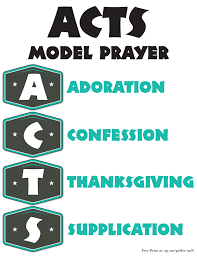 ACTS
MODEL PRAYER
A ADORATION
C CONFESSION
T THANKSGIVING
S SUPPLICATION